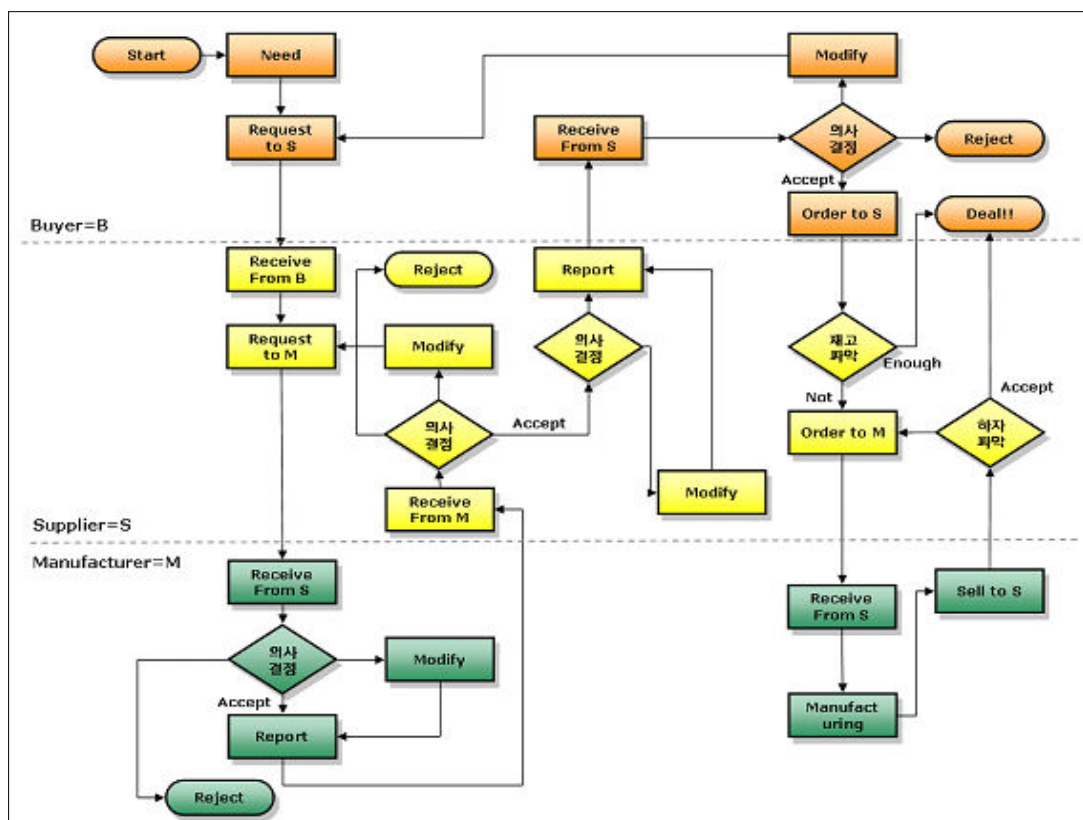 Start
Need
Modify
Request
to S
Receive
From S
의사
결정
Reject
Accept
Order to S
Deal!!
Buyer=B
Receive
From B
Reject
Report
Request
to M
Modify
의사
결정
재고
파악
Enough
Not
Accept
의사
결정
Accept
Order to M
하자
파악
Receive
From M
Modify
Supplier=S
Manufacturer=M
Receive
From S
Receive
From S
Sell to S
의사
결정
Modify
Accept
Report
Manufact
uring
Reject